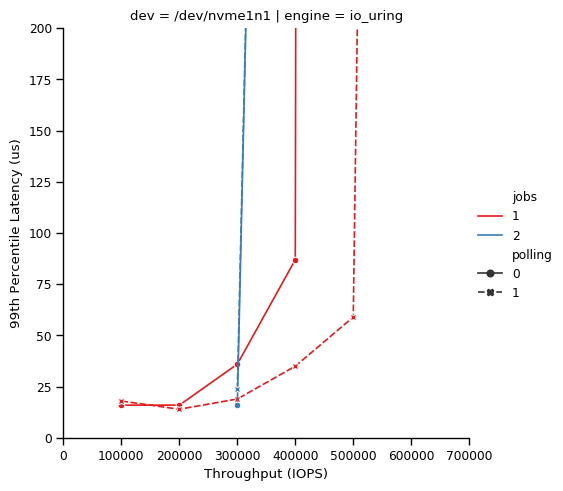 dev = /dev/nvme1n1 | engine = io_uring
200
175
150
125
100
75
50
25
0
99th Percentile Latency (us)
0 100000 200000 300000 400000 500000 600000 700000
Throughput (IOPS)
jobs
1
2
polling
0
1